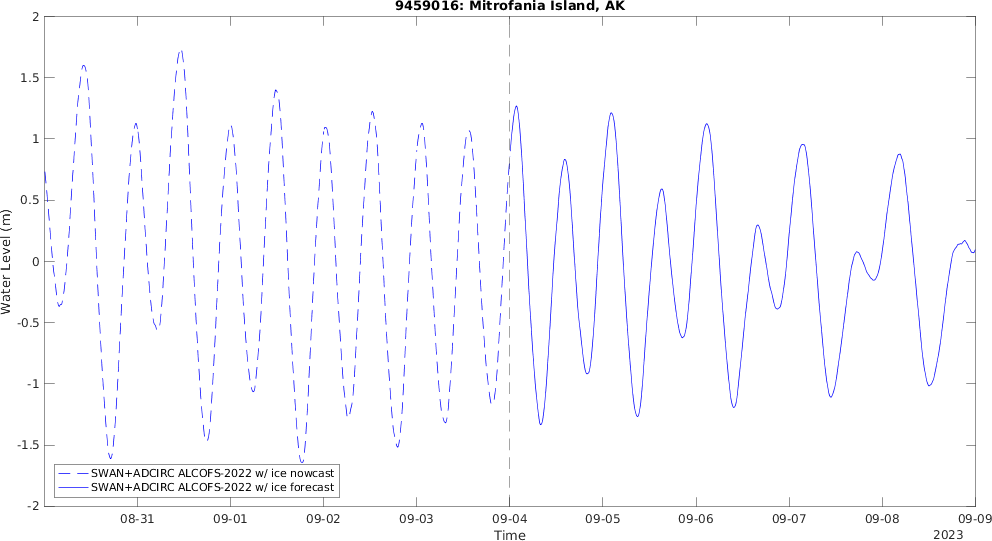 9459016: Mitrofania Island, AK
2
1.5
1
0.5
0
-0.5
-1
-1.5
-2
Water Level (m)
SWAN+ADCIRC ALCOFS-2022 w/ ice nowcast
SWAN+ADCIRC ALCOFS-2022 w/ ice forecast
08-31 09-01 09-02 09-03 09-04 09-05 09-06 09-07 09-08 09-09
Time
2023